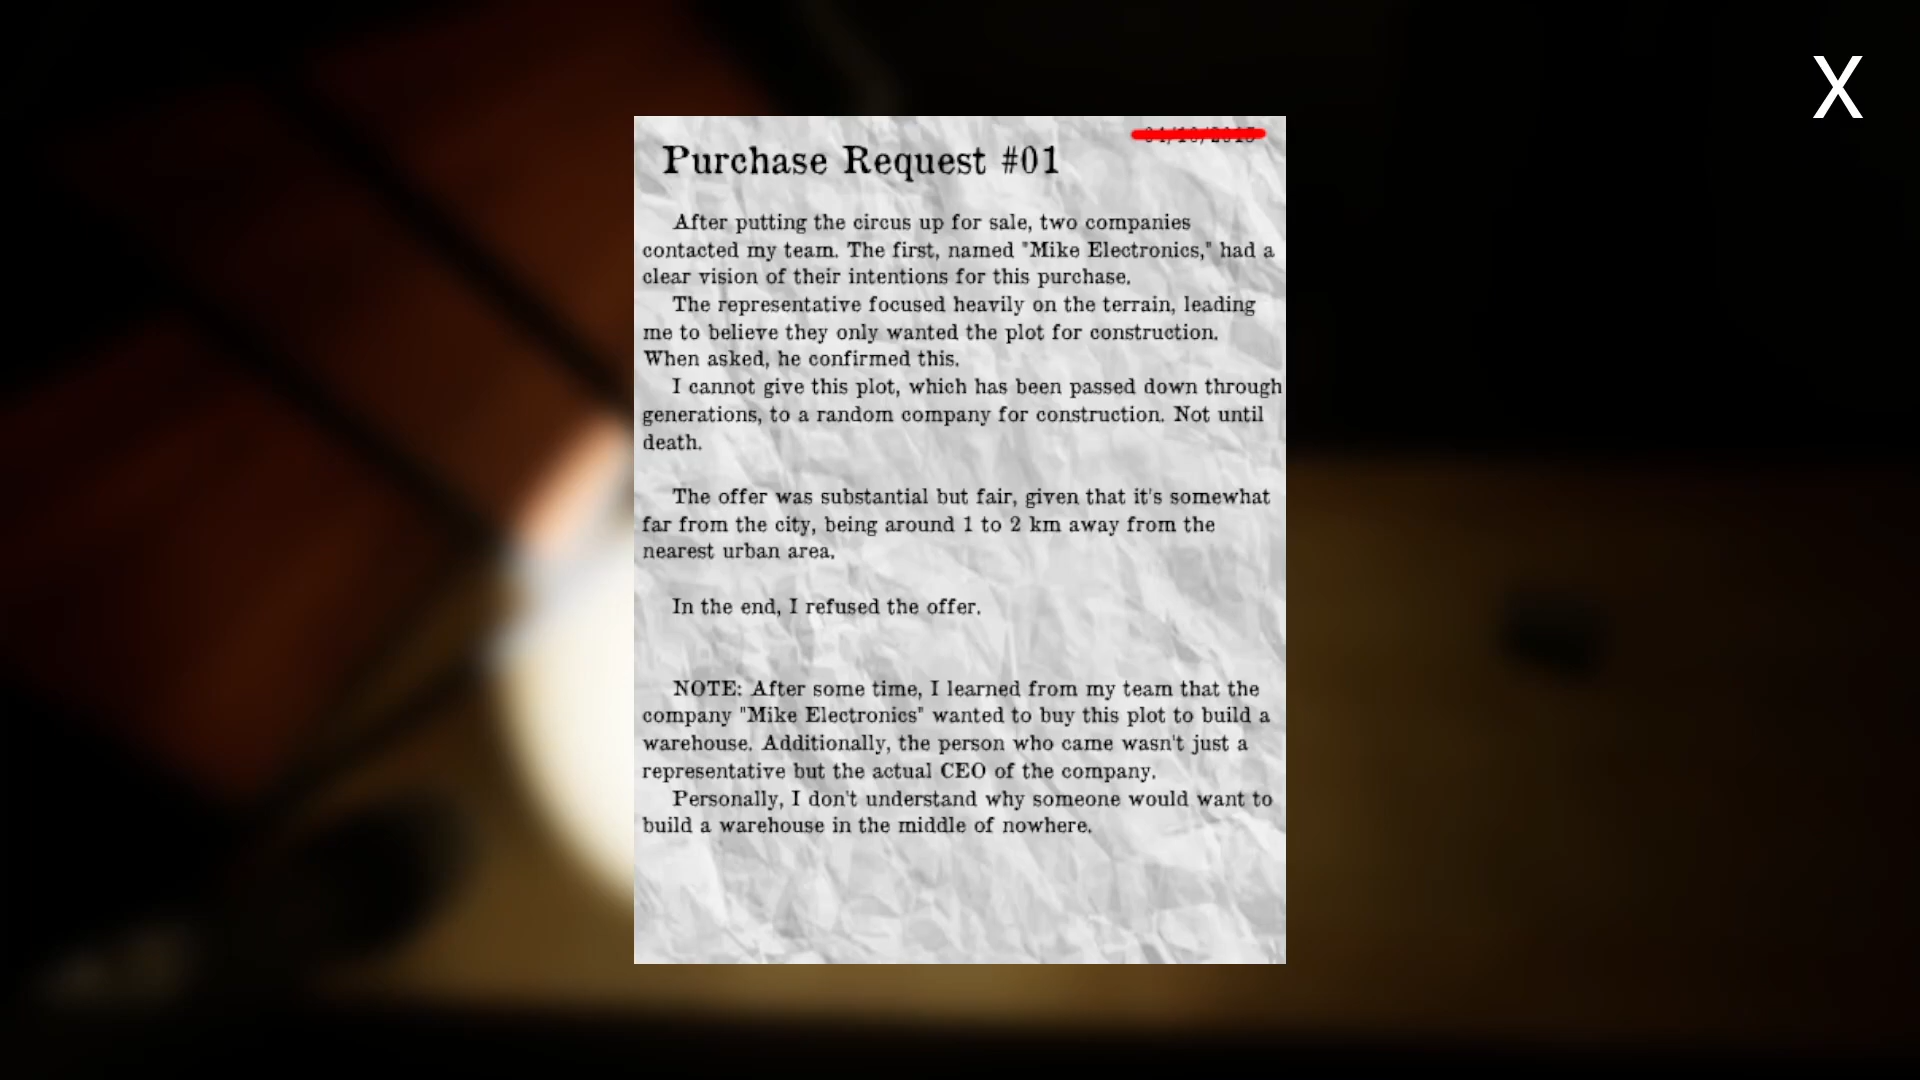 X
Purchase Request #01
After putting the circus up for sale, two companies
contacted my team. The first, named "Mike Electronics," had a
clear vision of their intentions for this purchase.
The representative focused heavily on the terrain, leading
me to believe they only wanted the plot for construction.
When asked, he confirmed this.
I cannot give this plot, which has been passed down through
generations, to a random company for construction. Not until
death.
The offer was substantial but fair, given that it's somewhat
far from the city, being around 1 to 2 km away from the
nearest urban area.
In the end, I refused the offer.
NOTE: After some time, I learned from my team that the
company "Mike Electronics" wanted to buy this plot to build a
warehouse. Additionally, the person who came wasn't just a
representative but the actual CEO of the company.
Personally, I don't understand why someone would want to
build a warehouse in the middle of nowhere.